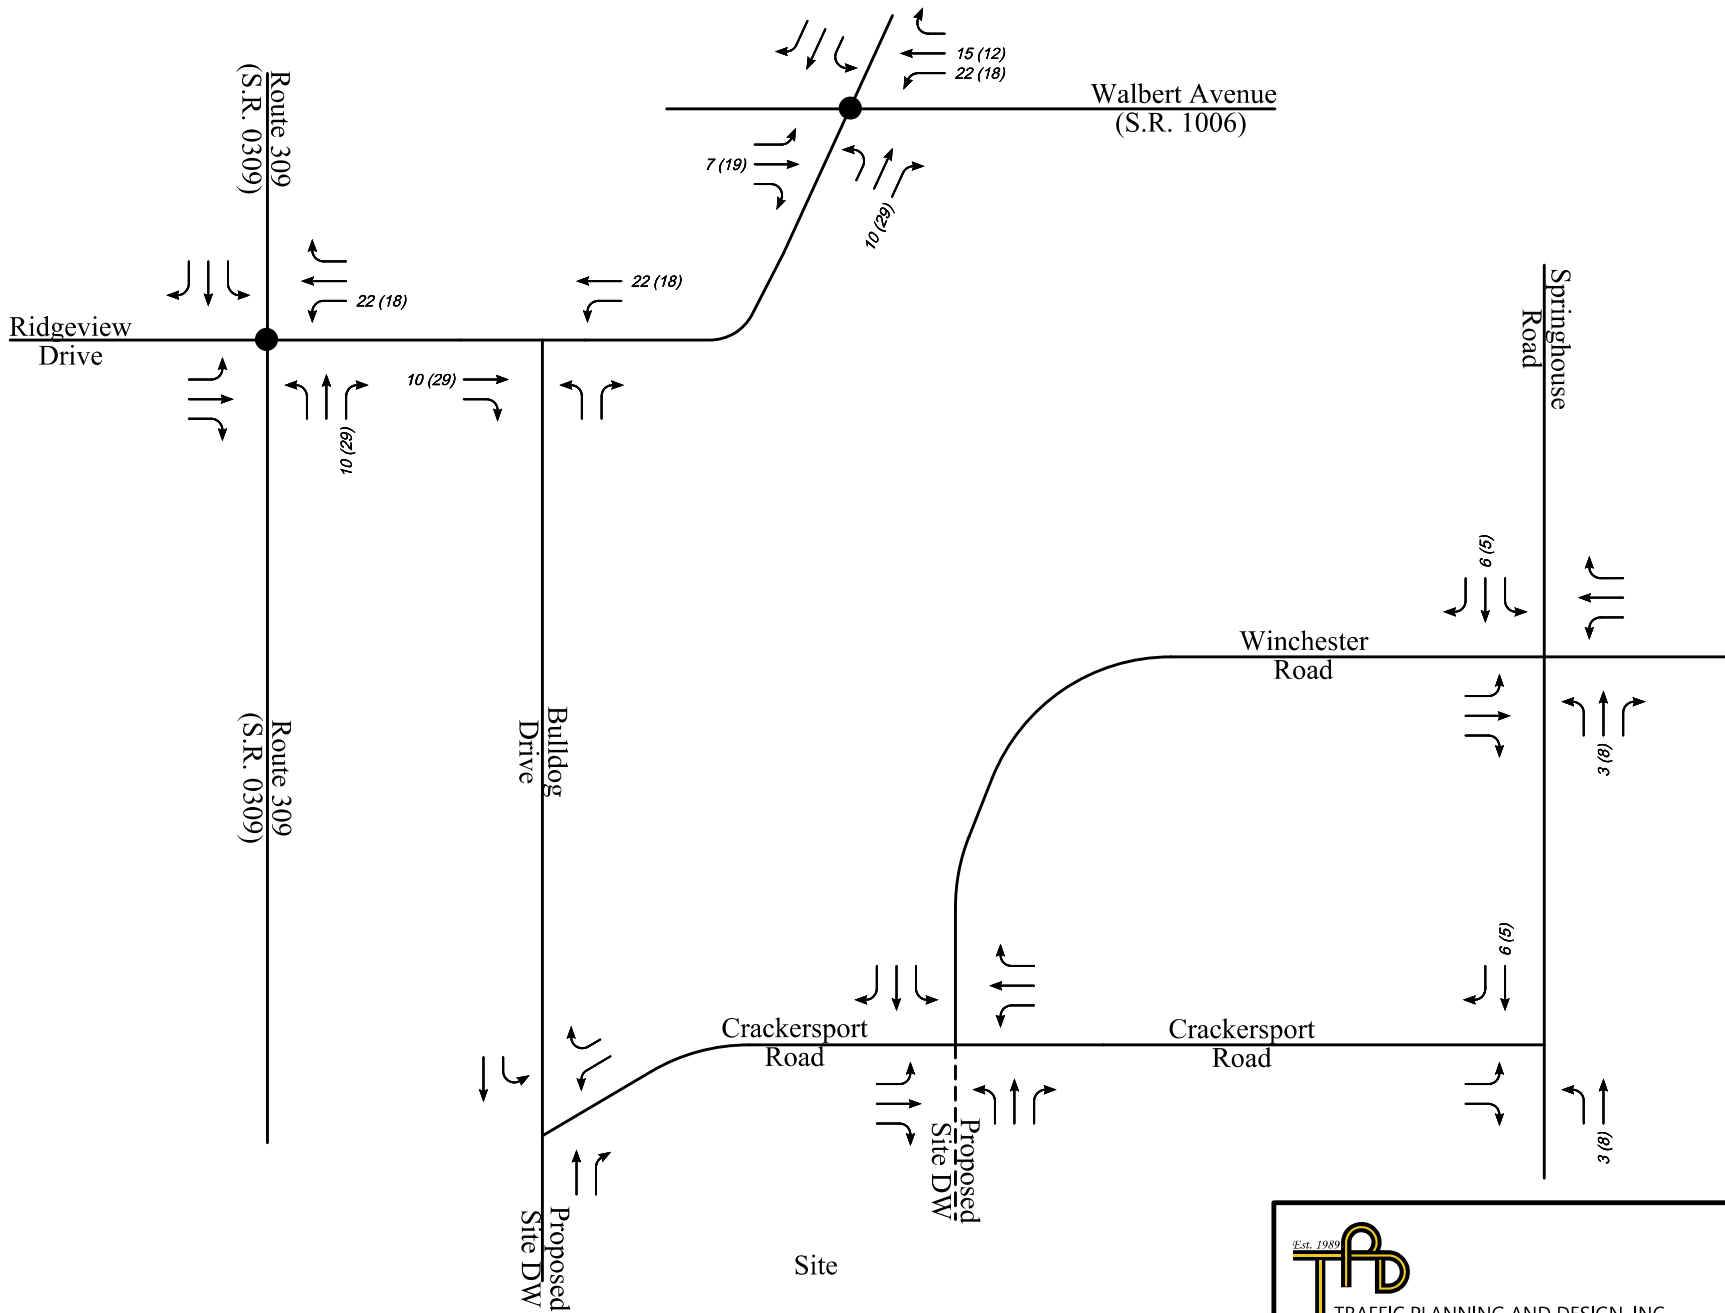 15 (12)
22 (18)
Walbert Avenue
(S.R. 1006)
7 (19)
10 (29)
Route 309
(S.R. 0309)
22 (18)
22 (18)
Ridgeview
Drive
10 (29)
10 (29)
Springhouse
Road
6 (5)
Winchester
Road
3 (8)
Route 309
(S.R. 0309)
Bulldog
Drive
6 (5)
Crackersport
Road
Crackersport
Road
3 (8)
Proposed
Site DW
Proposed
Site DW
Site
Est. 1989
TPD
TRAFFIC PLANNING AND DESIGN, INC.